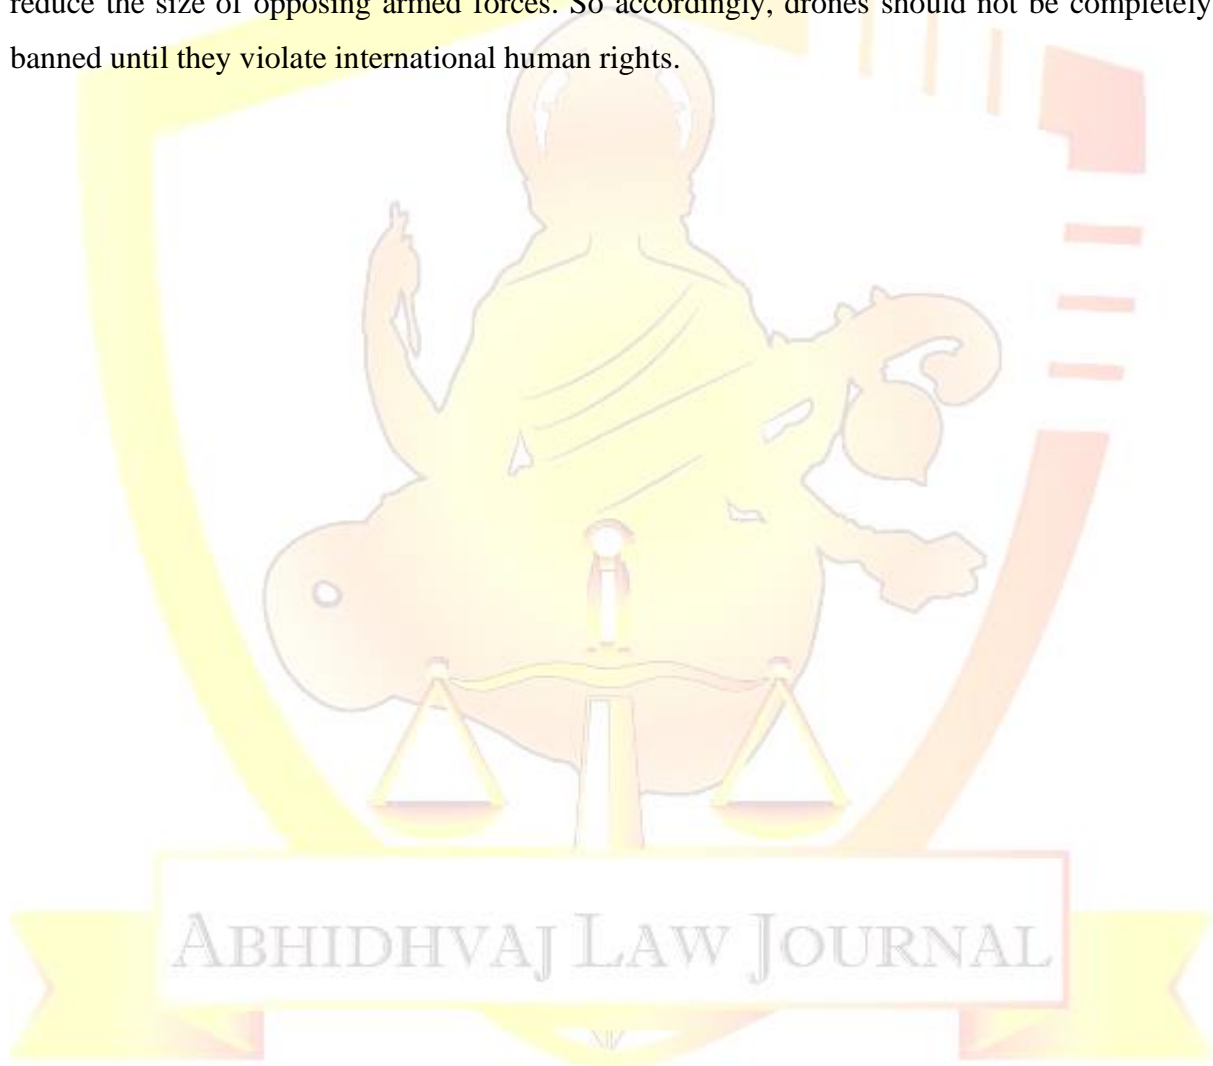 reduce the size of opposing armed forces. So accordingly, drones should not be completely
banned until they violate international human rights.
ABHIDHVAJ LAW JOURNAL